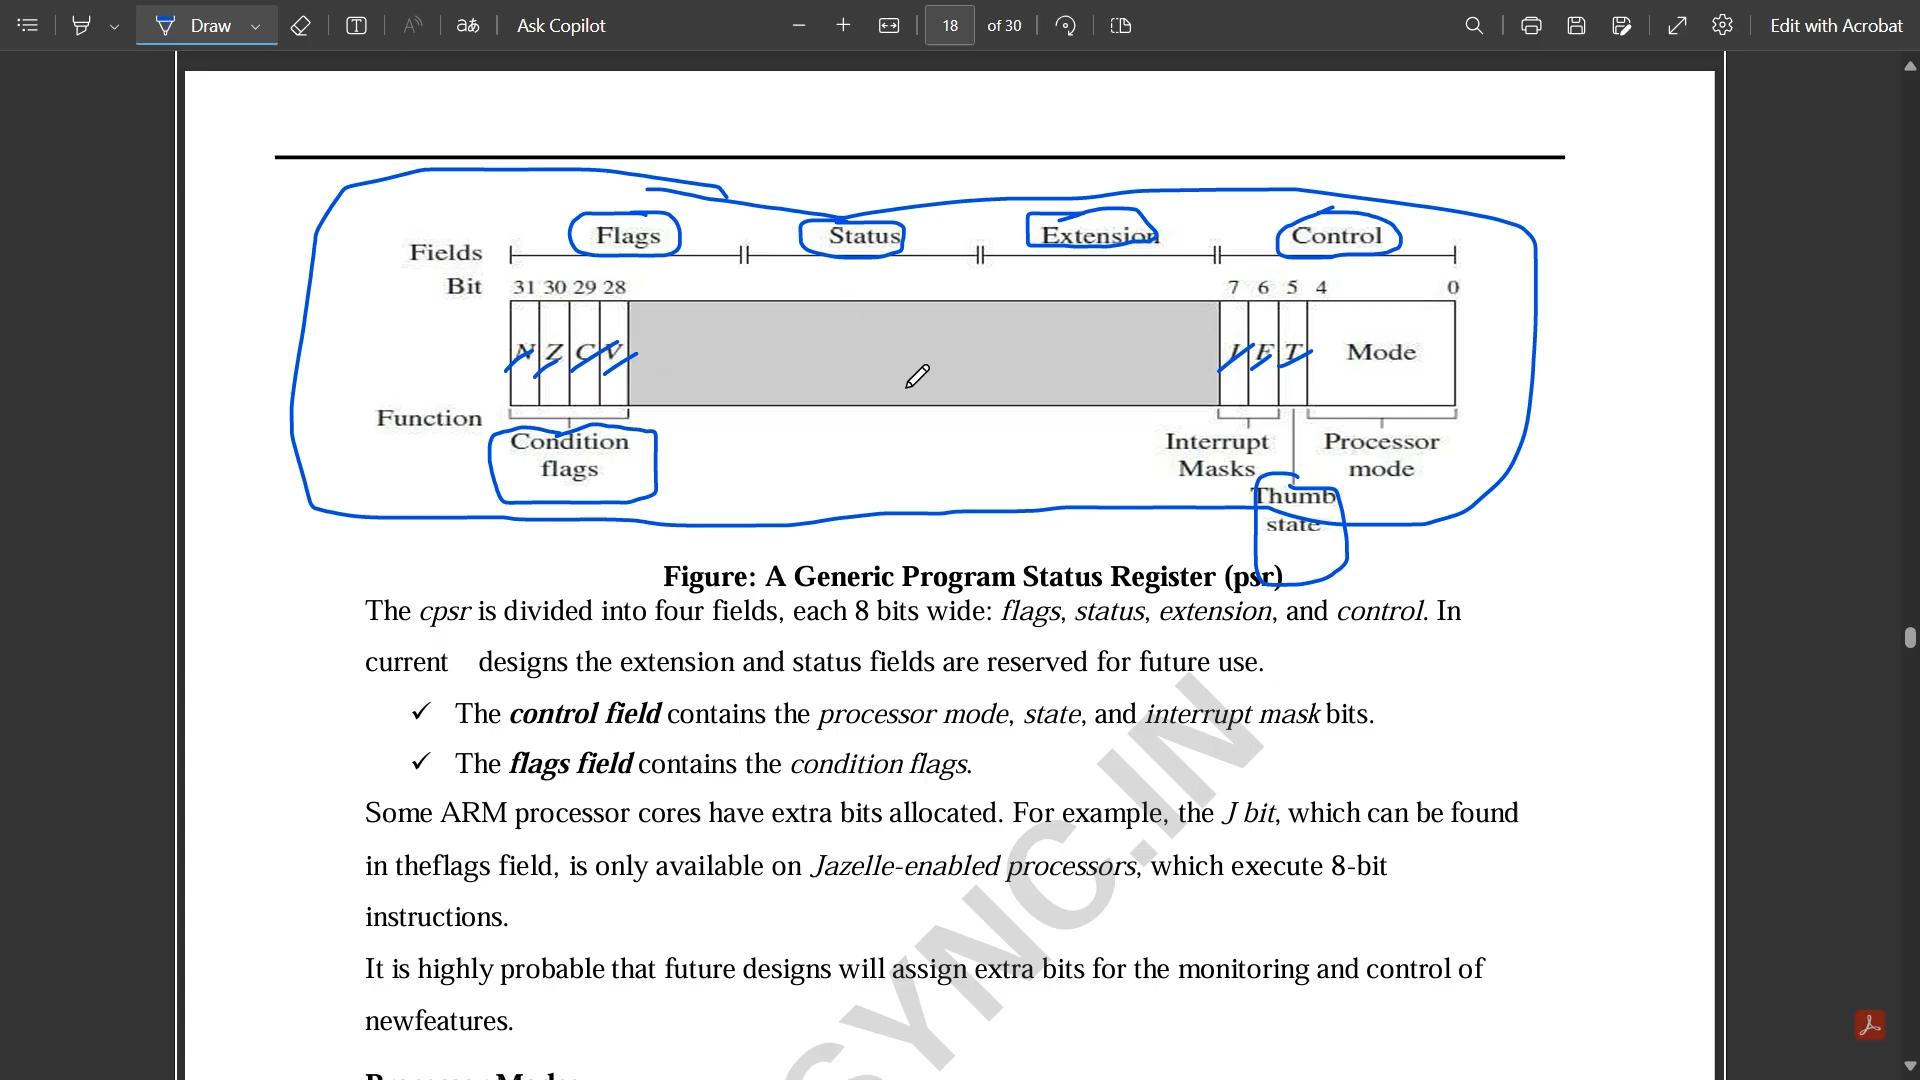 Draw
Ask Copilot
18 of 30
Edit with Acrobat
Flags Status Extension Control
Fields
Bit 31 30 29 28 7 6 5 4 0
N Z C V I F T Mode
Function
Condition flags
Interrupt Masks
Thumb state
Processor mode
Figure: A Generic Program Status Register (psr)
The cpsr is divided into four fields, each 8 bits wide: flags, status, extension, and control. In
current designs the extension and status fields are reserved for future use.
✓ The control field contains the processor mode, state, and interrupt mask bits.
✓ The flags field contains the condition flags.
Some ARM processor cores have extra bits allocated. For example, the J bit, which can be found
in theflags field, is only available on Jazelle-enabled processors, which execute 8-bit
instructions.
It is highly probable that future designs will assign extra bits for the monitoring and control of
newfeatures.
SYNC.IN